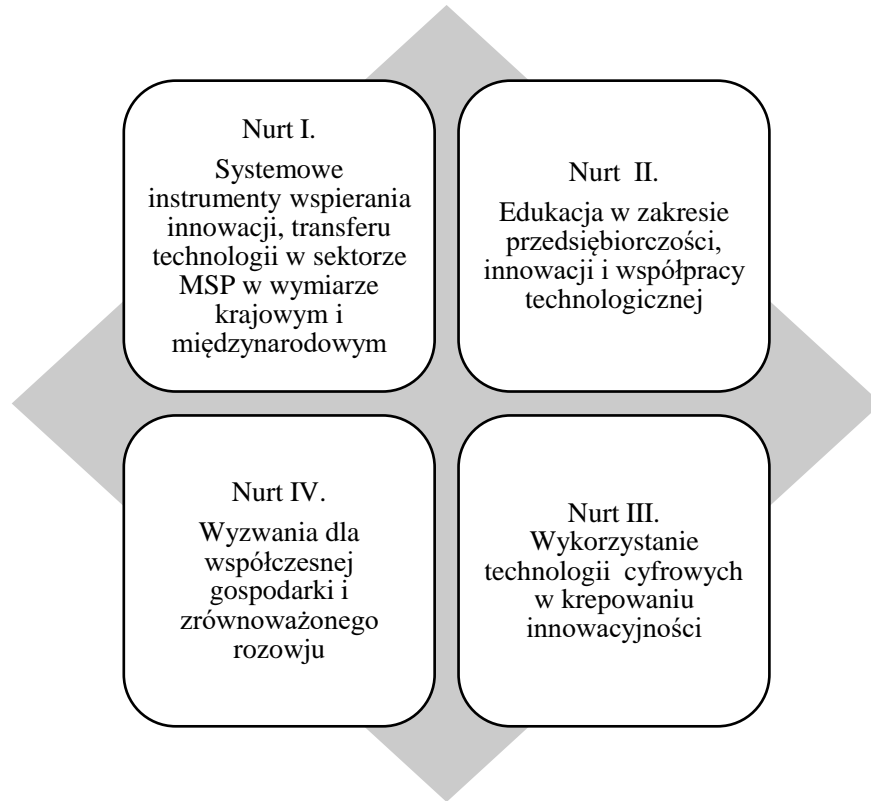 Nurt I.
Systemowe
instrumenty wspierania
innowacji, transferu
technologii w sektorze
MSP w wymiarze
krajowym i
międzynarodowym
Nurt II.
Edukacja w zakresie
przedsiębiorczości,
innowacji i współpracy
technologicznej
Nurt IV.
Wyzwania dla
współczesnej
gospodarki i
zrównoważonego
rozowju
Nurt III.
Wykorzystanie
technologii cyfrowych
w krepowaniu
innowacyjności